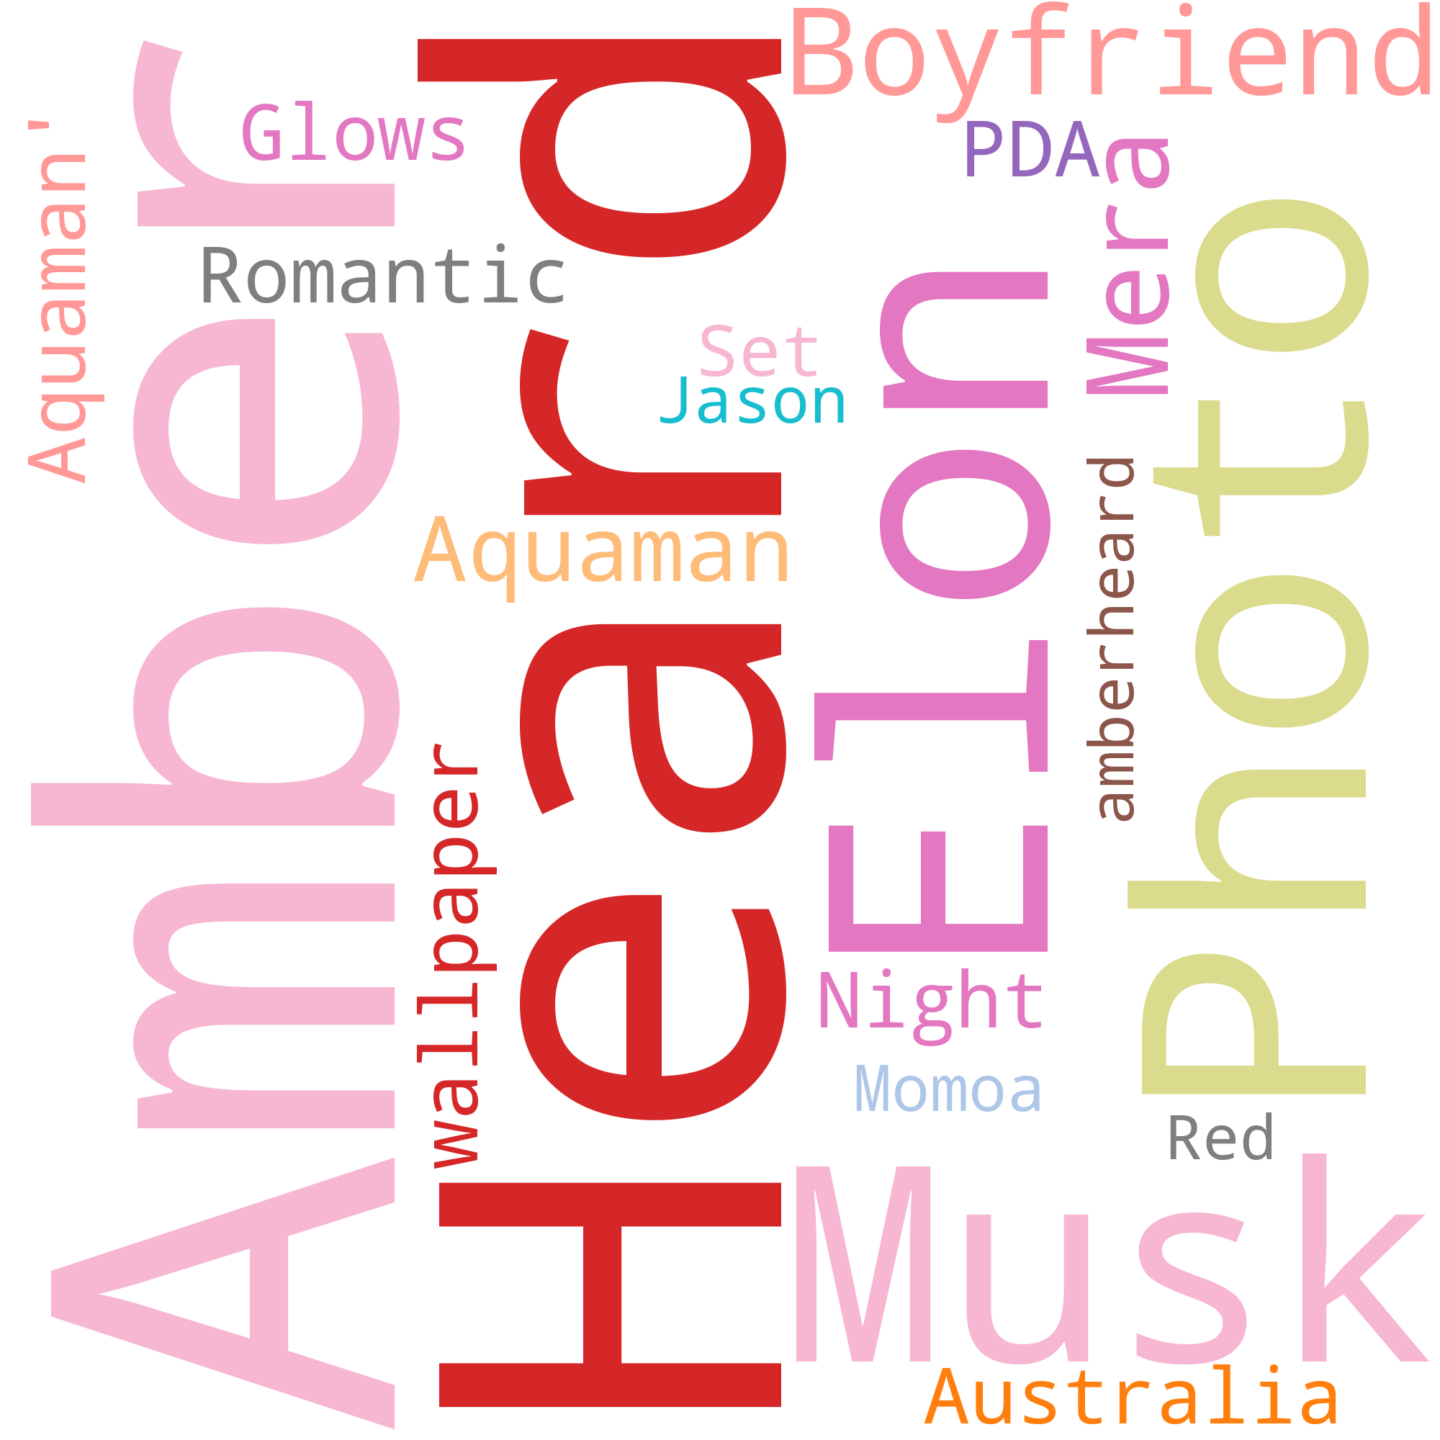 Boyfriend
Glows
PDA
Aquaman'
Romantic
Mera
Set
Jason
Amber
Heard
Elon
Photo
Aquaman
amberheard
wallpaper
Night
Momoa
Red
Musk
Australia